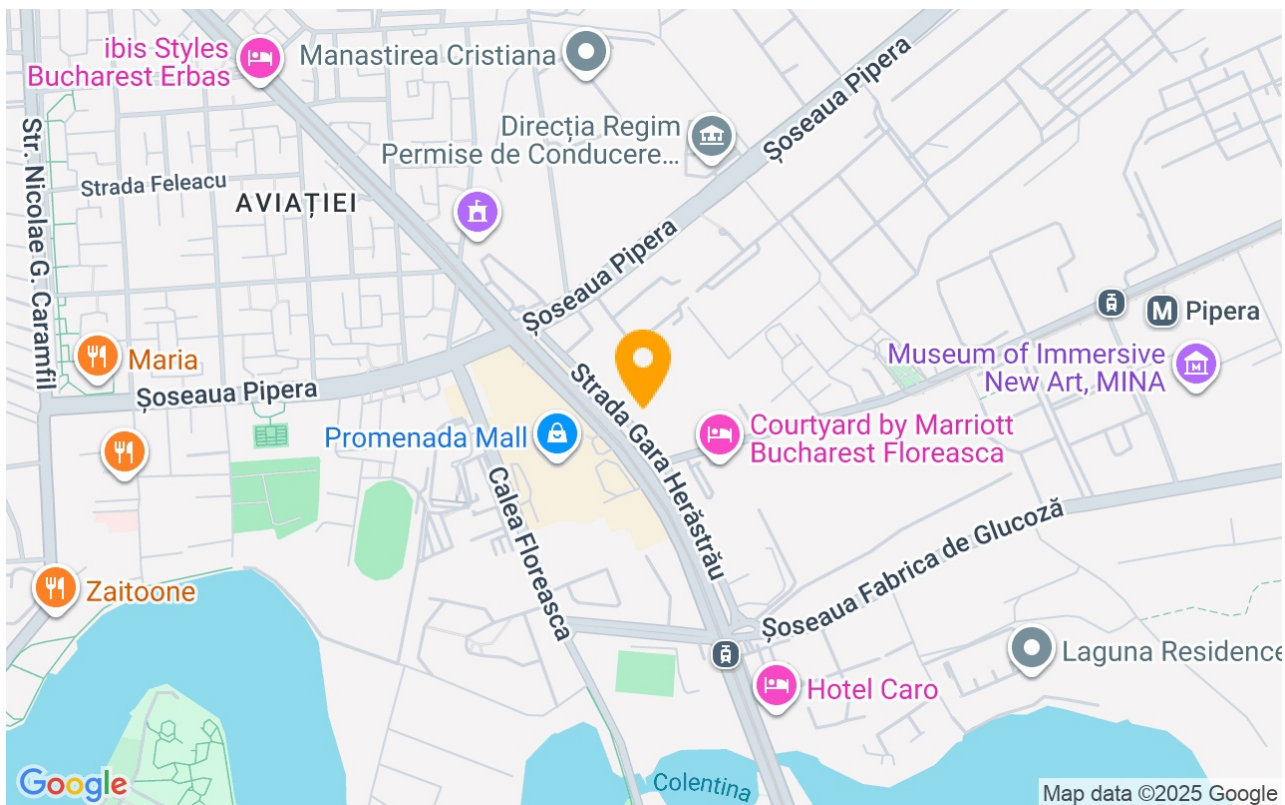 ibis Styles
Bucharest Erbas
Manastirea Cristiana
Șoseaua Pipera
Direcția Regim
Permise de Conducere...
Str. Nicolae G. Caramfil
Strada Feleacu
AVIAȚIEI
Șoseaua Pipera
M Pipera
Museum of Immersive
New Art, MINA
Maria
Șoseaua Pipera
Strada Gara Herăstrău
Promenada Mall
Courtyard by Marriott
Bucharest Floreasca
Calea Floreasca
Șoseaua Fabrica de Glucoză
Zaitoone
Laguna Residence
Hotel Caro
Colentina
Google
Map data ©2025 Google